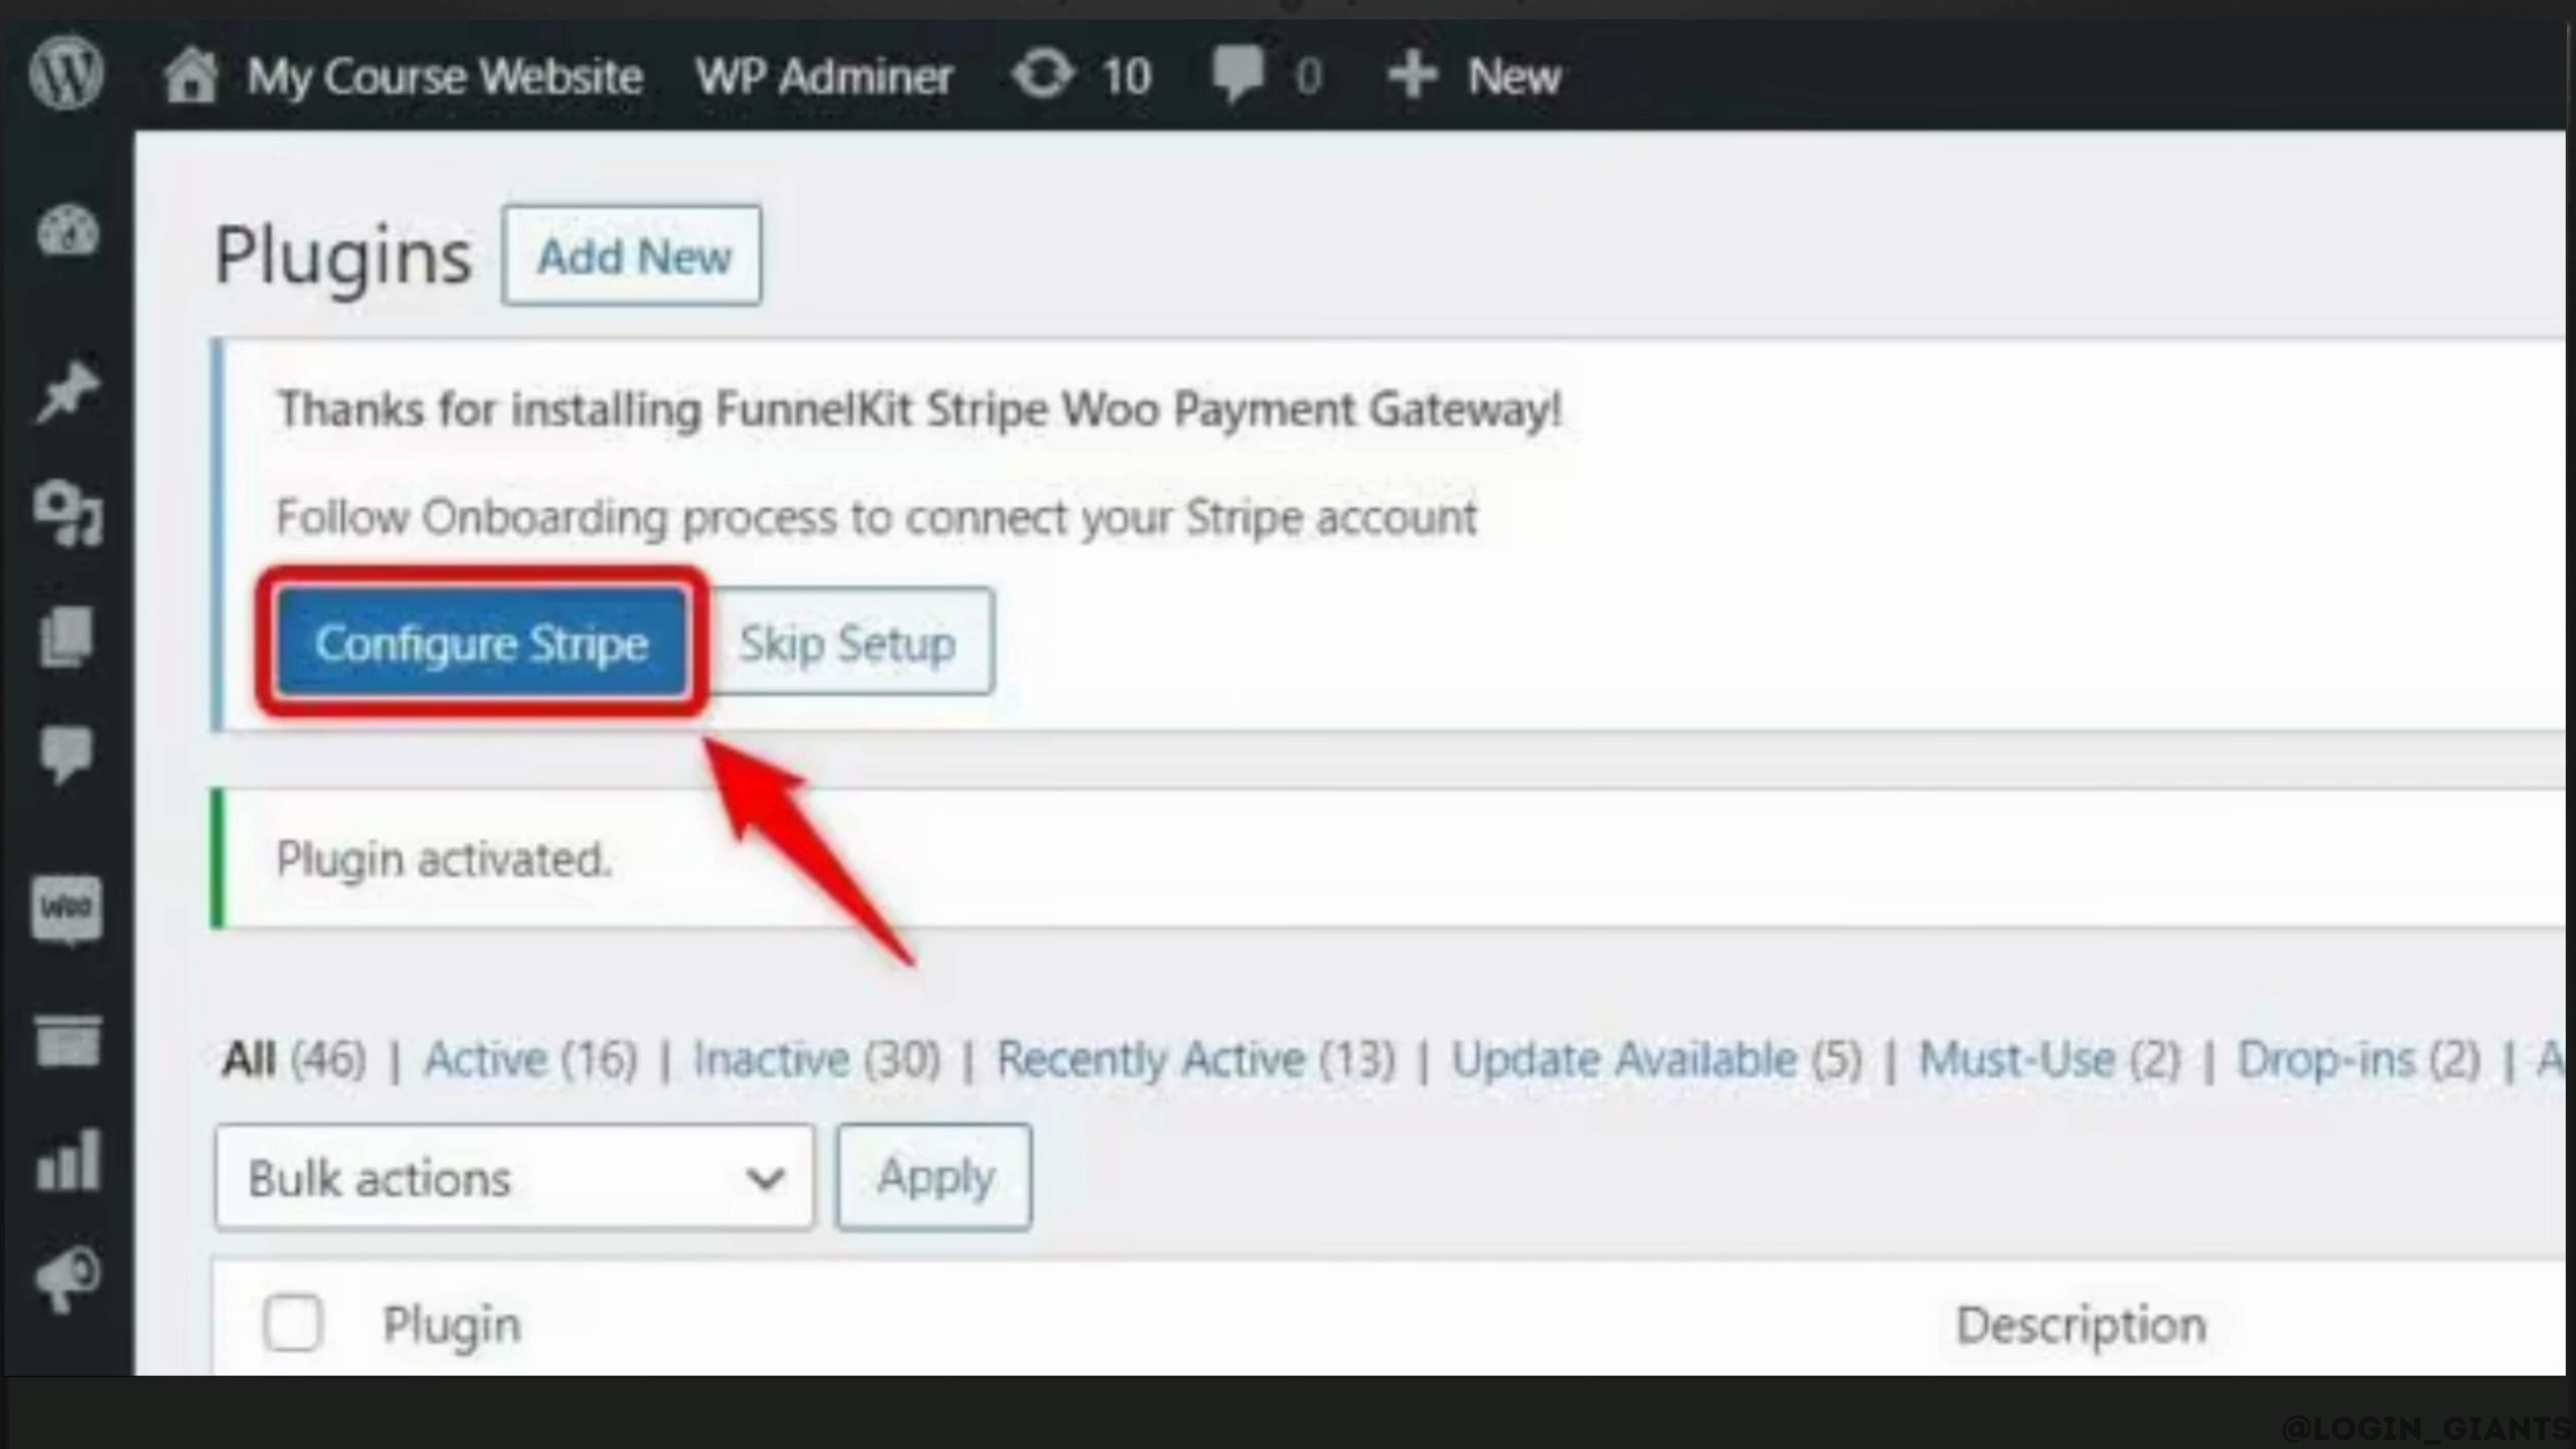 My Course Website WP Adminer 10 0 New
Plugins Add New
Thanks for installing FunnelKit Stripe Woo Payment Gateway!
Follow Onboarding process to connect your Stripe account
Configure Stripe Skip Setup
Plugin activated.
Woo
All (46) | Active (16) | Inactive (30) | Recently Active (13) | Update Available (5) | Must-Use (2) | Drop-ins (2) | A
Bulk actions Apply
Plugin Description
@LOGIN_GIANTS